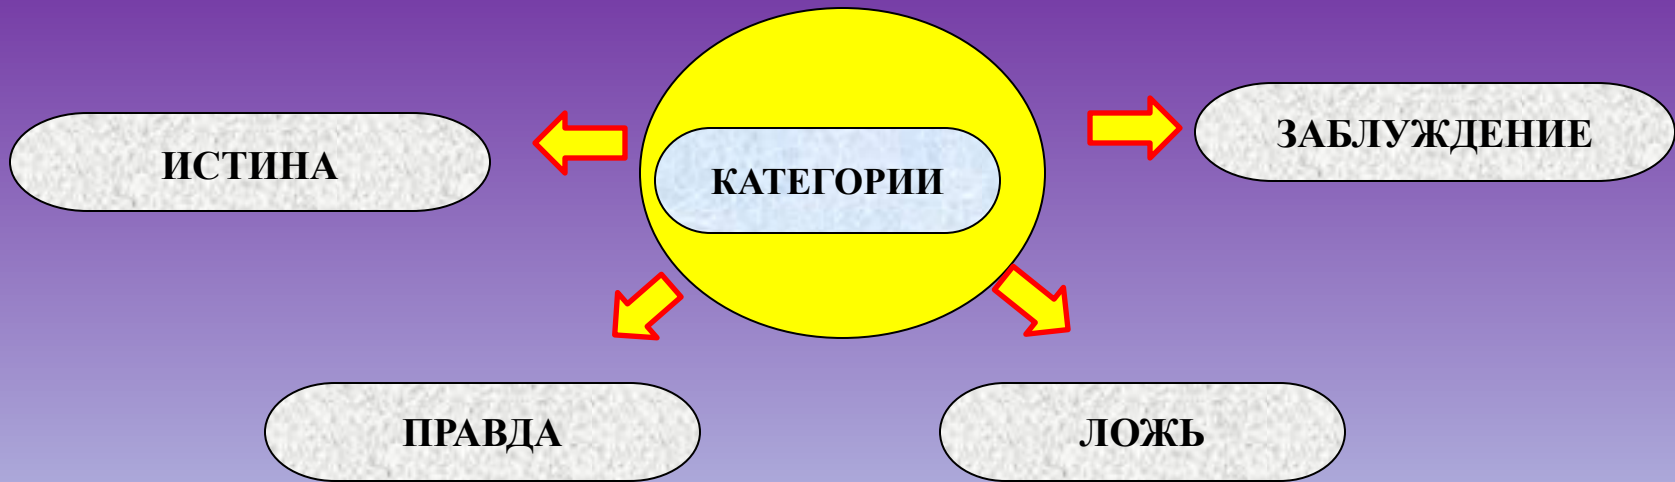 ИСТИНА
КАТЕГОРИИ
ЗАБЛУЖДЕНИЕ
ПРАВДА
ЛОЖЬ